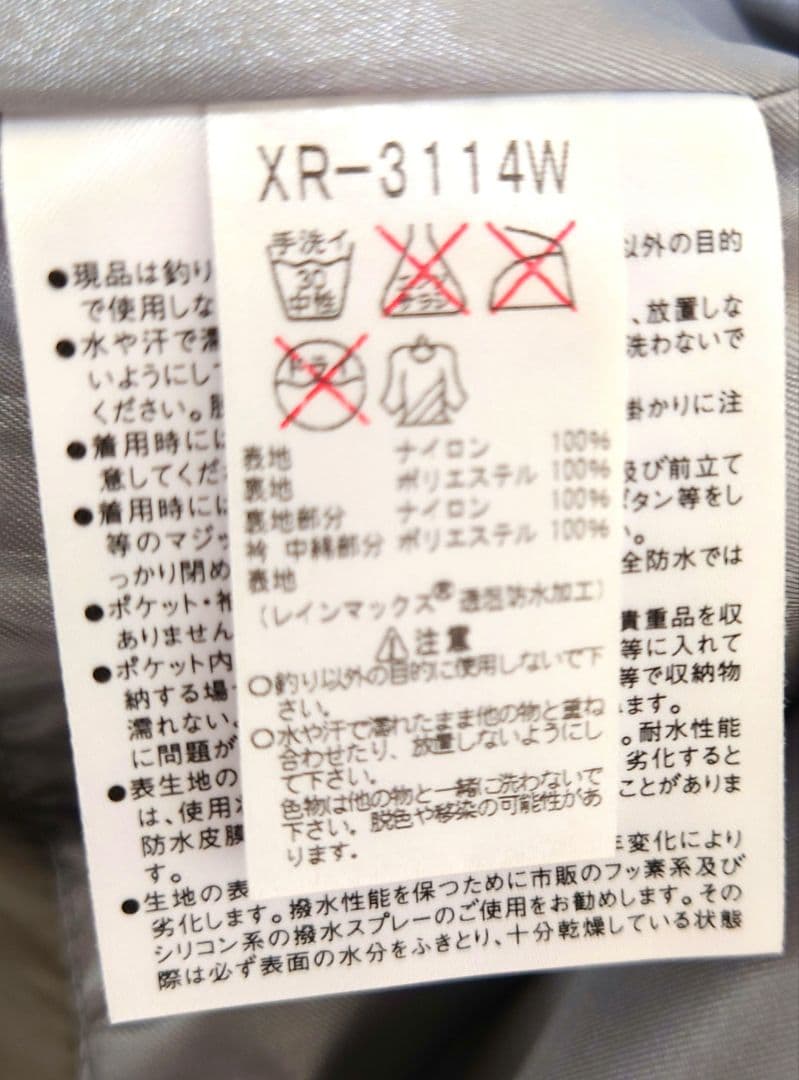 XR-3114W
手洗イ
30
中性
エンソ
サラシ
ドライ
表地 ナイロン 100%
裏地 ポリエステル 100%
裏地部分 ナイロン 100%
衿 中綿部分 ポリエステル 100%
表地
(レインマックス® 透湿防水加工)
⚠注意
○釣り以外の目的に使用しないで下
さい。
○水や汗で濡れたまま他の物と重ね
合わせたり、放置しないようにし
て下さい。
色物は他の物と一緒に洗わないで
下さい。脱色や移染の可能性があ
ります。
●現品は釣り
以外の目的
で使用しな
●水や汗で濡
、放置しな
いようにし
洗わないで
ください。
掛かりに注
●着用時には
意してくだ
及び前立て
●着用時には
ボタン等をし
等のマジッ
い。
っかり閉め
全防水では
●ポケット・袖
ありません
貴重品を収
●ポケット内
等に入れて
納する場
等で収納物
濡れない。
ます。
に問題が
。耐水性能
●表生地の
劣化すると
は、使用
ことがありま
防水皮膜
す。
年変化により
●生地の表
劣化します。撥水性能を保つために市販のフッ素系及び
シリコン系の撥水スプレーのご使用をお勧めします。その
際は必ず表面の水分をふきとり、十分乾燥している状態